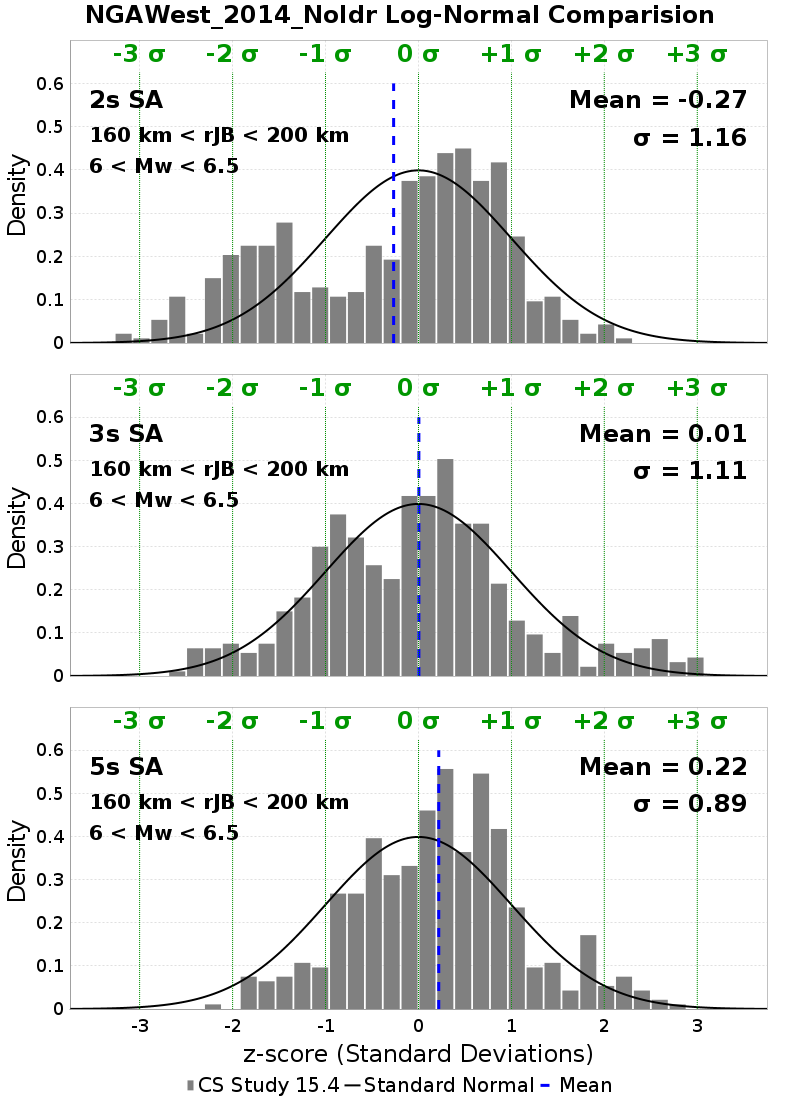 NGAWest_2014_NoIdr Log-Normal Comparision
-3 σ -2 σ -1 σ 0 σ +1 σ +2 σ +3 σ
0.6
2s SA Mean = -0.27
0.5
160 km < rJB < 200 km σ = 1.16
0.4
6 < Mw < 6.5
0.3
0.2
0.1
0
Density
-3 σ -2 σ -1 σ 0 σ +1 σ +2 σ +3 σ
0.6
3s SA Mean = 0.01
0.5
160 km < rJB < 200 km σ = 1.11
0.4
6 < Mw < 6.5
0.3
0.2
0.1
0
Density
-3 σ -2 σ -1 σ 0 σ +1 σ +2 σ +3 σ
0.6
5s SA Mean = 0.22
0.5
160 km < rJB < 200 km σ = 0.89
0.4
6 < Mw < 6.5
0.3
0.2
0.1
0
Density
-3 -2 -1 0 1 2 3
z-score (Standard Deviations)
CS Study 15.4 Standard Normal Mean